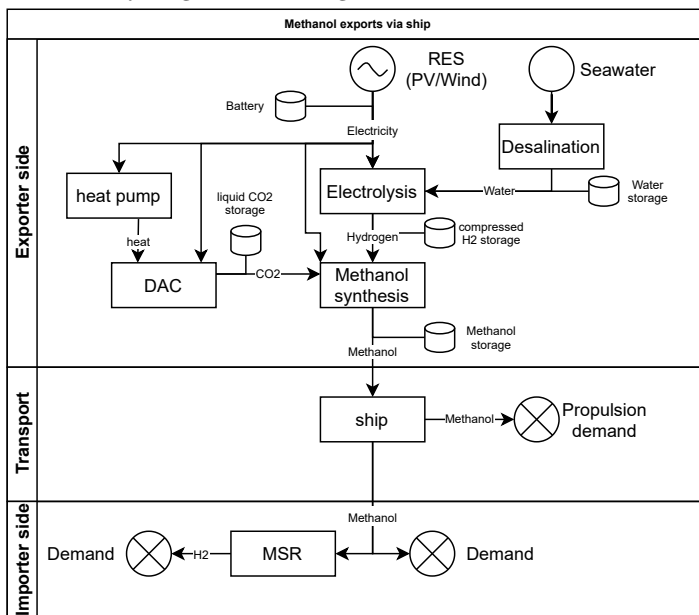 Methanol exports via ship
Exporter side
RES
(PV/Wind)
Seawater
Battery
Electricity
Desalination
heat pump
liquid CO2
storage
Electrolysis
Water
Water
storage
heat
Hydrogen
compressed
H2 storage
DAC
CO2
Methanol
synthesis
Methanol
storage
Methanol
Transport
ship
Methanol
Propulsion
demand
Importer side
Methanol
Demand
H2
MSR
Demand